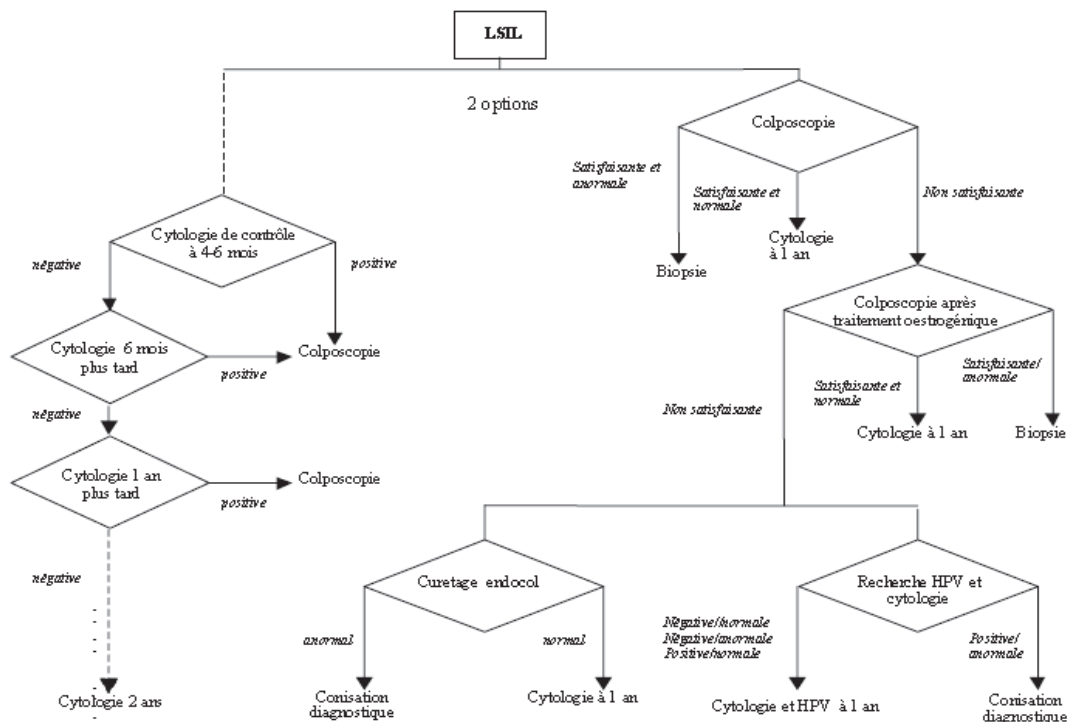 LSIL
2 options
Colposcopie
Satisfaisante et
anormale
Satisfaisante et
normale
Non satisfaisante
Cytologie
à 1 an
Biopsie
Cytologie de contrôle
à 4-6 mois
négative
positive
Colposcopie après
traitement oestrogénique
Cytologie 6 mois
plus tard
positive
Colposcopie
négative
Non satisfaisante
Satisfaisante et
normale
Satisfaisante/
anormale
Cytologie à 1 an
Biopsie
Cytologie 1 an
plus tard
positive
Colposcopie
négative
Curetage endocol
Recherche HPV et
cytologie
anormal
normal
Négative/normale
Négative/anormale
Positive/normale
Positive/
anormale
Cytologie 2 ans
Conisation
diagnostique
Cytologie à 1 an
Cytologie et HPV à 1 an
Conisation
diagnostique